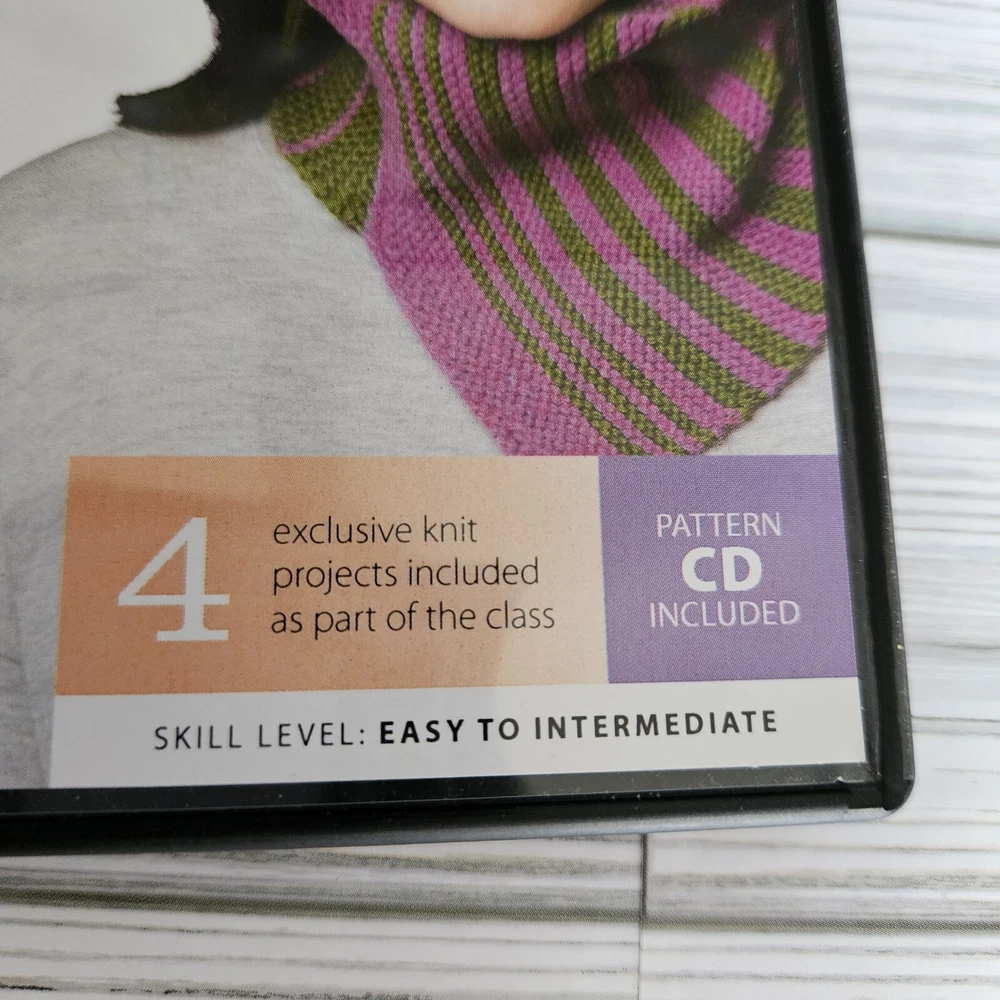 4
exclusive knit
projects included
as part of the class
PATTERN
CD
INCLUDED
SKILL LEVEL: EASY TO INTERMEDIATE